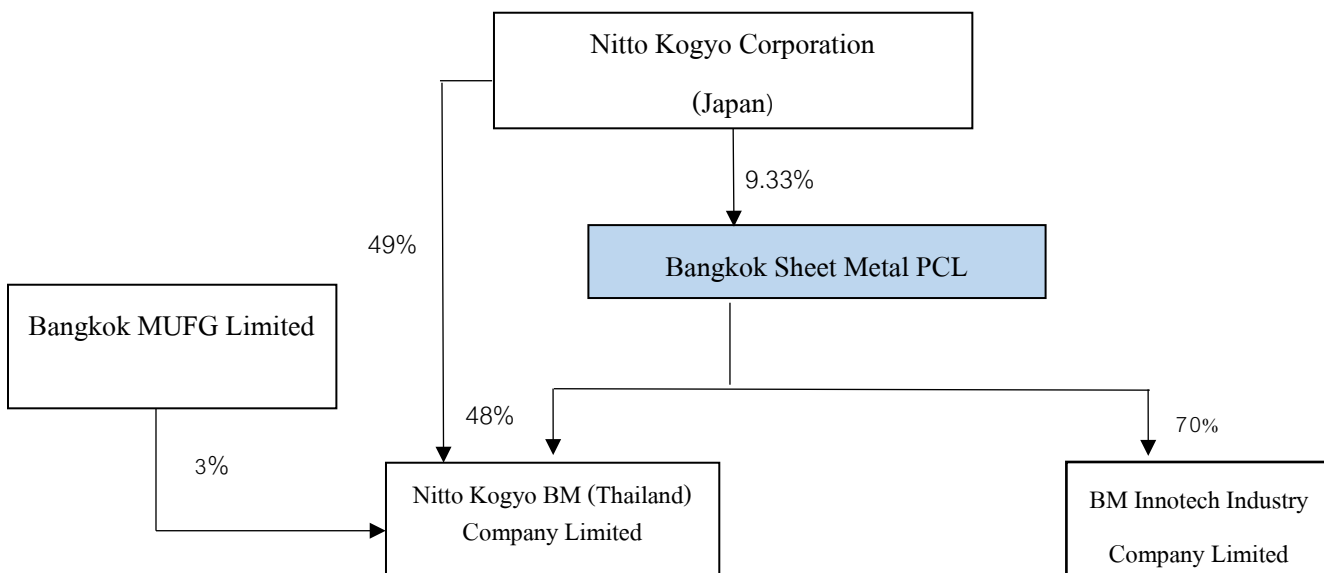 Nitto Kogyo Corporation
(Japan)
9.33%
49%
Bangkok Sheet Metal PCL
Bangkok MUFG Limited
48%
70%
3%
Nitto Kogyo BM (Thailand)
Company Limited
BM Innotech Industry
Company Limited